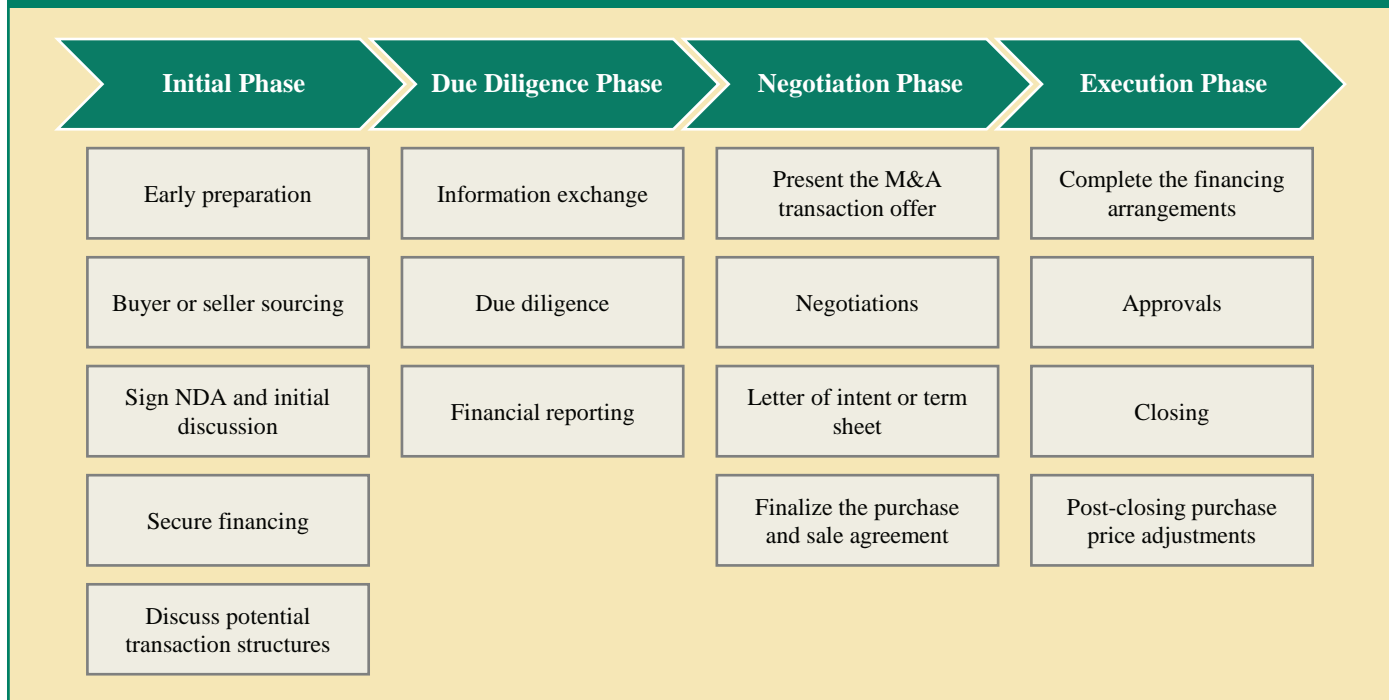 Initial Phase
Due Diligence Phase
Negotiation Phase
Execution Phase
Early preparation
Buyer or seller sourcing
Sign NDA and initial
discussion
Secure financing
Discuss potential
transaction structures
Information exchange
Due diligence
Financial reporting
Present the M&A
transaction offer
Negotiations
Letter of intent or term
sheet
Finalize the purchase
and sale agreement
Complete the financing
arrangements
Approvals
Closing
Post-closing purchase
price adjustments